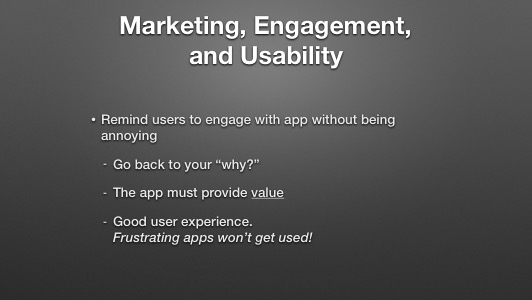 Marketing, Engagement,
and Usability
• Remind users to engage with app without being
annoying
- Go back to your “why?”
- The app must provide value
- Good user experience.
Frustrating apps won’t get used!